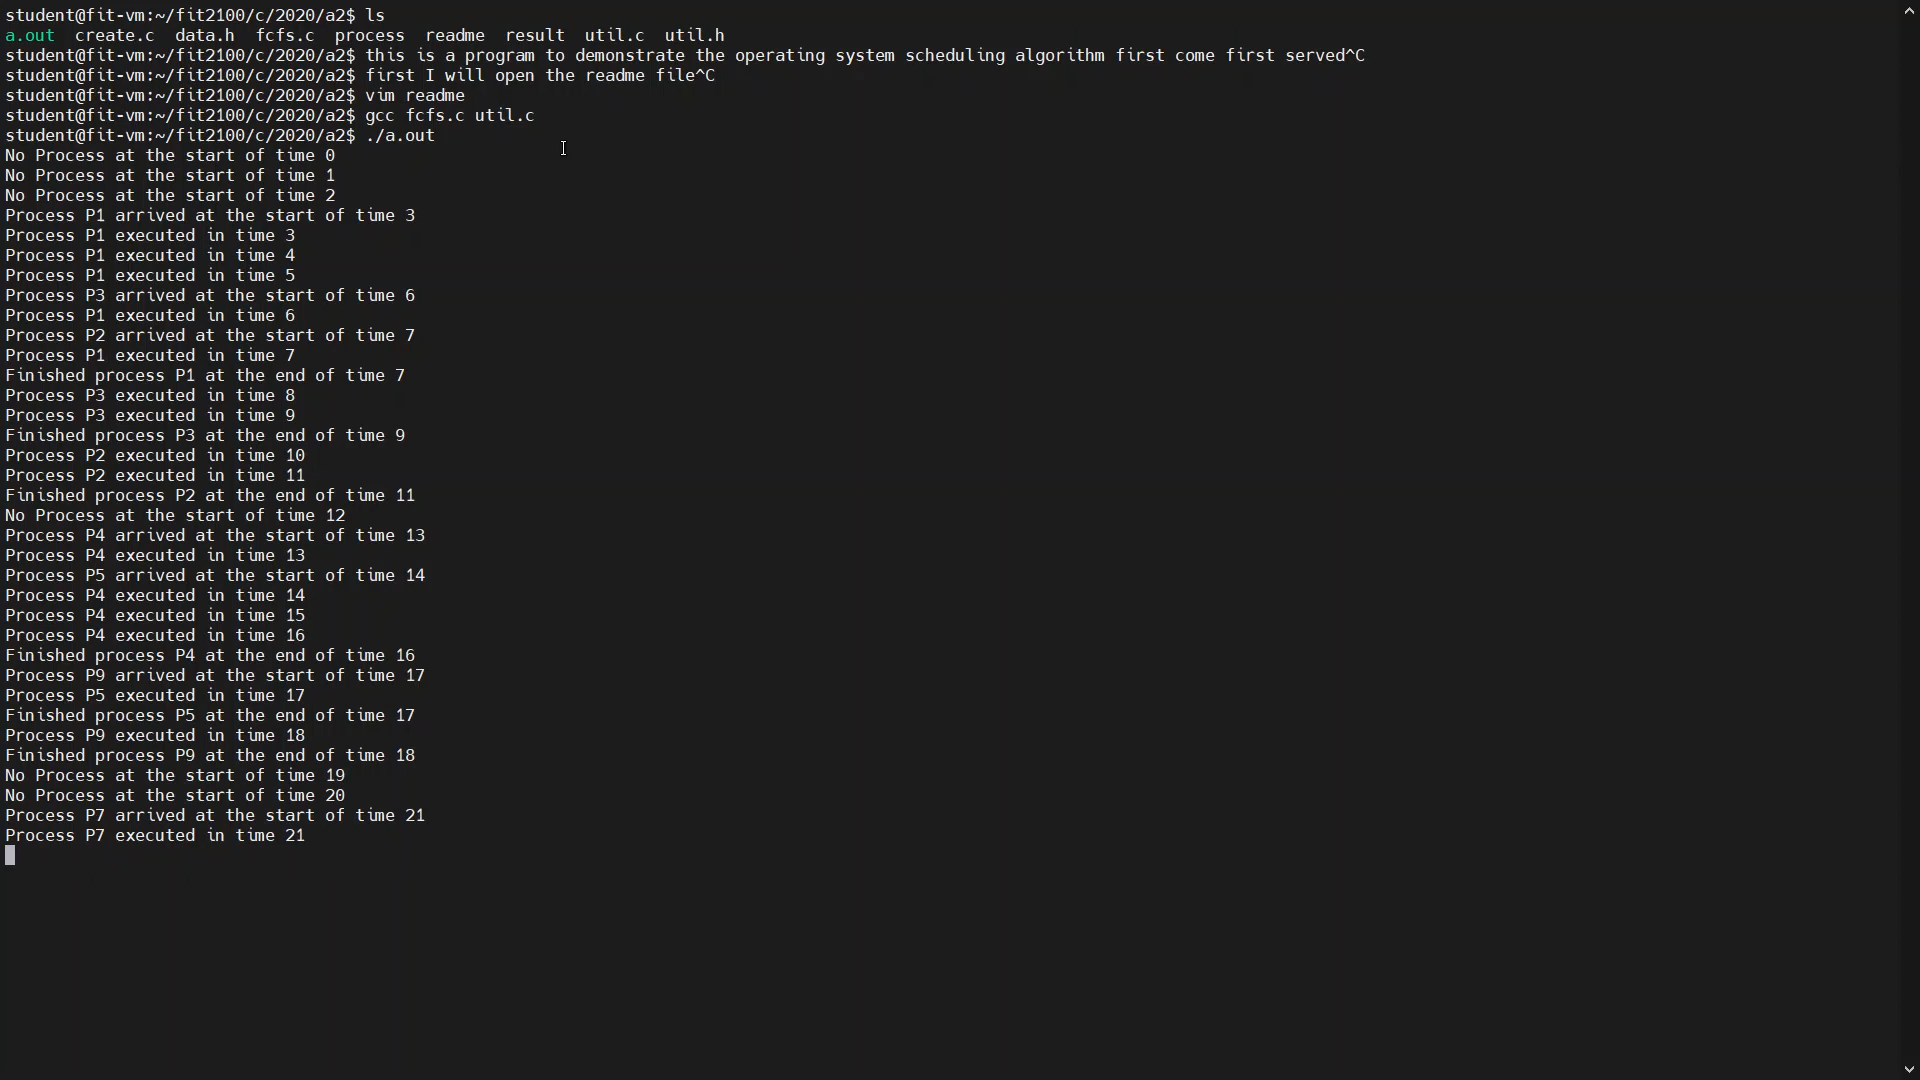 student@fit-vm:~/fit2100/c/2020/a2$ ls
a.out  create.c  data.h  fcfs.c  process  readme  result  util.c  util.h
student@fit-vm:~/fit2100/c/2020/a2$ this is a program to demonstrate the operating system scheduling algorithm first come first served^C
student@fit-vm:~/fit2100/c/2020/a2$ first I will open the readme file^C
student@fit-vm:~/fit2100/c/2020/a2$ vim readme
student@fit-vm:~/fit2100/c/2020/a2$ gcc fcfs.c util.c
student@fit-vm:~/fit2100/c/2020/a2$ ./a.out
No Process at the start of time 0
No Process at the start of time 1
No Process at the start of time 2
Process P1 arrived at the start of time 3
Process P1 executed in time 3
Process P1 executed in time 4
Process P1 executed in time 5
Process P3 arrived at the start of time 6
Process P1 executed in time 6
Process P2 arrived at the start of time 7
Process P1 executed in time 7
Finished process P1 at the end of time 7
Process P3 executed in time 8
Process P3 executed in time 9
Finished process P3 at the end of time 9
Process P2 executed in time 10
Process P2 executed in time 11
Finished process P2 at the end of time 11
No Process at the start of time 12
Process P4 arrived at the start of time 13
Process P4 executed in time 13
Process P5 arrived at the start of time 14
Process P4 executed in time 14
Process P4 executed in time 15
Process P4 executed in time 16
Finished process P4 at the end of time 16
Process P9 arrived at the start of time 17
Process P5 executed in time 17
Finished process P5 at the end of time 17
Process P9 executed in time 18
Finished process P9 at the end of time 18
No Process at the start of time 19
No Process at the start of time 20
Process P7 arrived at the start of time 21
Process P7 executed in time 21